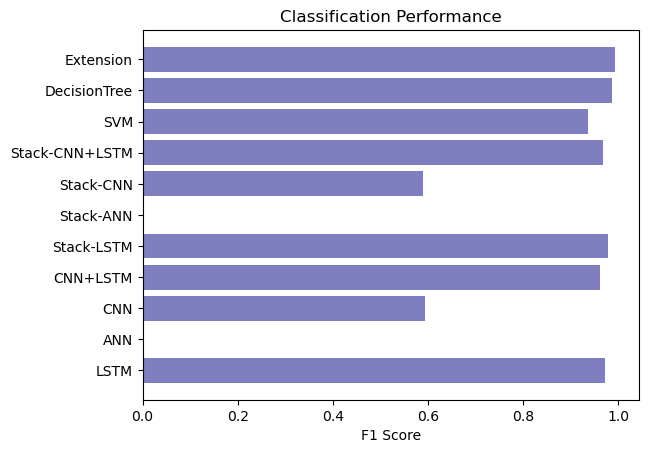 Classification Performance
Extension
DecisionTree
SVM
Stack-CNN+LSTM
Stack-CNN
Stack-ANN
Stack-LSTM
CNN+LSTM
CNN
ANN
LSTM
0.0 0.2 0.4 0.6 0.8 1.0
F1 Score